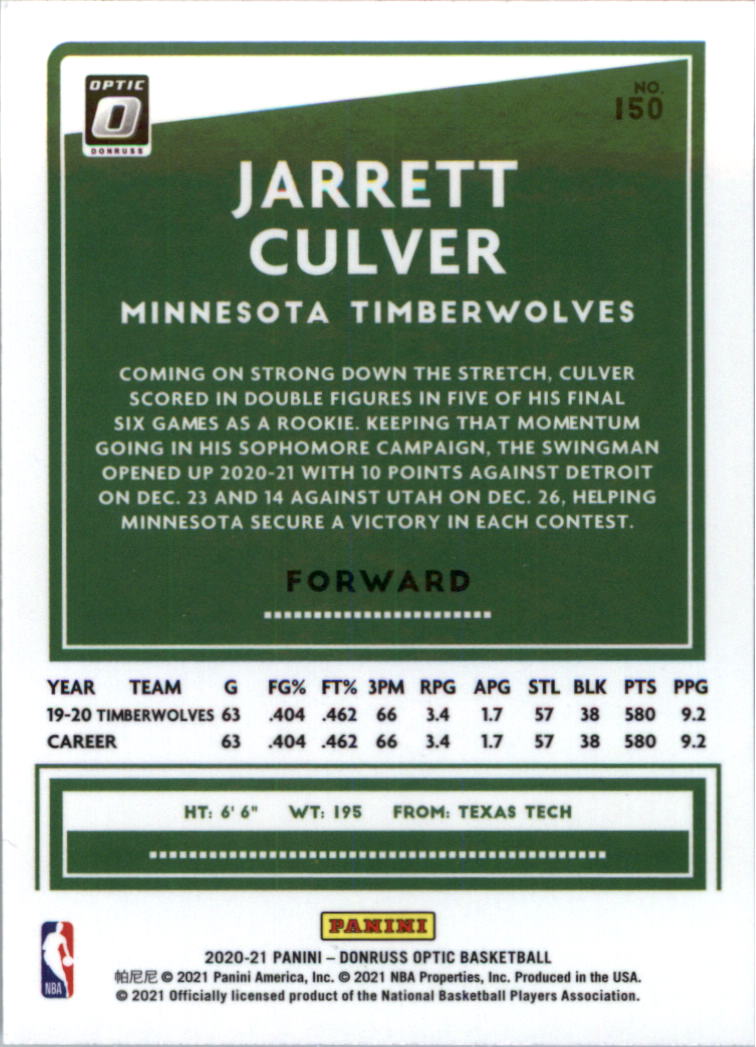 OPTIC
O
DONRUSS
NO.
150
JARRETT
CULVER
MINNESOTA TIMBERWOLVES
COMING ON STRONG DOWN THE STRETCH, CULVER
SCORED IN DOUBLE FIGURES IN FIVE OF HIS FINAL
SIX GAMES AS A ROOKIE. KEEPING THAT MOMENTUM
GOING IN HIS SOPHOMORE CAMPAIGN, THE SWINGMAN
OPENED UP 2020-21 WITH 10 POINTS AGAINST DETROIT
ON DEC. 23 AND 14 AGAINST UTAH ON DEC. 26, HELPING
MINNESOTA SECURE A VICTORY IN EACH CONTEST.
FORWARD
YEAR TEAM G FG% FT% 3PM RPG APG STL BLK PTS PPG
19-20 TIMBERWOLVES 63 .404 .462 66 3.4 1.7 57 38 580 9.2
CAREER 63 .404 .462 66 3.4 1.7 57 38 580 9.2
HT: 6' 6" WT: 195 FROM: TEXAS TECH
PANINI
NBA
2020-21 PANINI – DONRUSS OPTIC BASKETBALL
帕尼尼 © 2021 Panini America, Inc. © 2021 NBA Properties, Inc. Produced in the USA.
© 2021 Officially licensed product of the National Basketball Players Association.